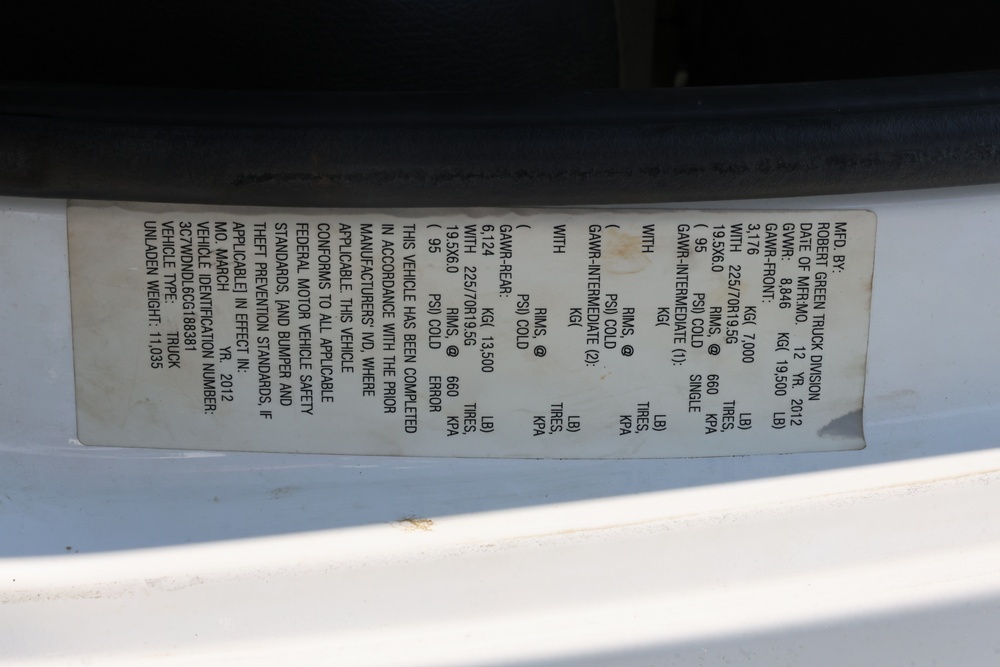 MFD. BY:
ROBERT GREEN TRUCK DIVISION
DATE OF MFR:MO. 12 YR. 2012
GVWR: 8,846 KG( 19,500 LB)
GAWR-FRONT:
3,176 KG( 7,000 LB)
WITH 225/70R19.5G TIRES,
19.5X6.0 RIMS, @ 660 KPA
( 95 PSI) COLD SINGLE
GAWR-INTERMEDIATE (1):
KG( LB)
WITH TIRES,
RIMS, @ KPA
( PSI) COLD
GAWR-INTERMEDIATE (2):
KG( LB)
WITH TIRES,
RIMS, @ KPA
( PSI) COLD
GAWR-REAR:
6,124 KG( 13,500 LB)
WITH 225/70R19.5G TIRES,
19.5X6.0 RIMS, @ 660 KPA
( 95 PSI) COLD ERROR
THIS VEHICLE HAS BEEN COMPLETED
IN ACCORDANCE WITH THE PRIOR
MANUFACTURERS' IVD, WHERE
APPLICABLE. THIS VEHICLE
CONFORMS TO ALL APPLICABLE
FEDERAL MOTOR VEHICLE SAFETY
STANDARDS, [AND BUMPER AND
THEFT PREVENTION STANDARDS, IF
APPLICABLE] IN EFFECT IN:
MO. MARCH YR. 2012
VEHICLE IDENTIFICATION NUMBER:
3C7WDNDL6CG188381
VEHICLE TYPE: TRUCK
UNLADEN WEIGHT: 11,035